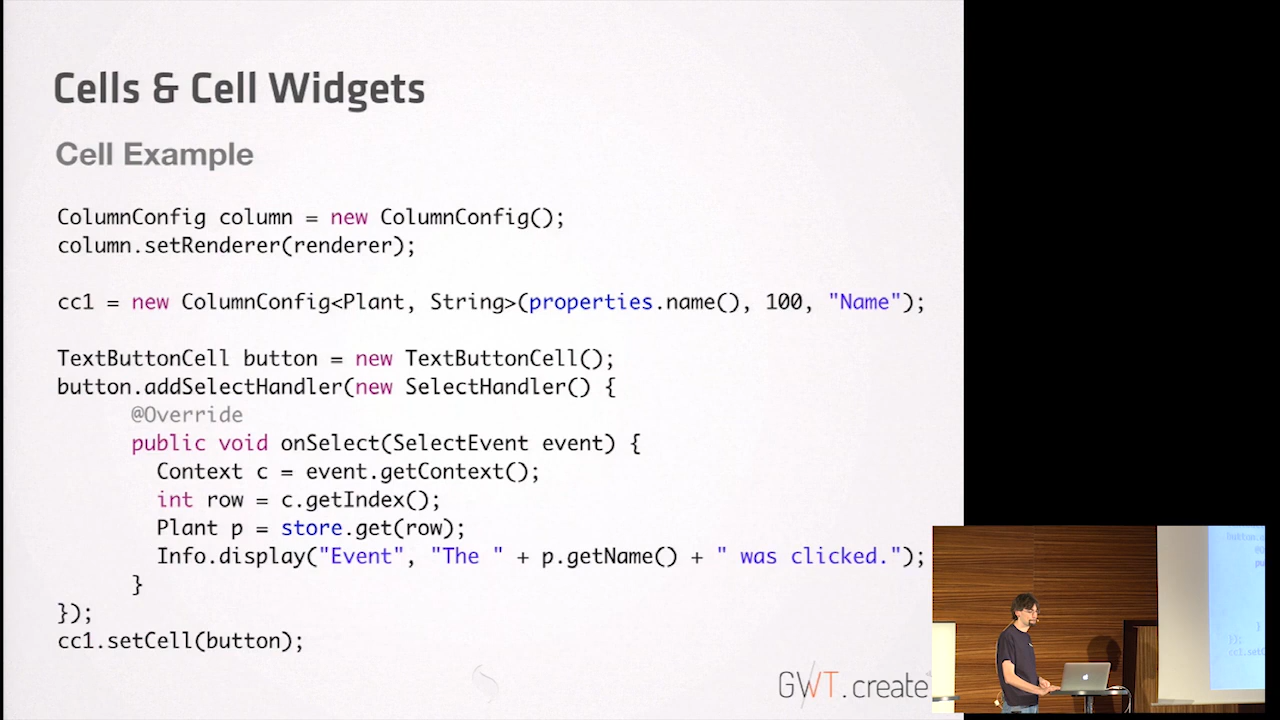 Cells & Cell Widgets
Cell Example
ColumnConfig column = new ColumnConfig();
column.setRenderer(renderer);
cc1 = new ColumnConfig<Plant, String>(properties.name(), 100, "Name");
TextButtonCell button = new TextButtonCell();
button.addSelectHandler(new SelectHandler() {
@Override
public void onSelect(SelectEvent event) {
Context c = event.getContext();
int row = c.getIndex();
Plant p = store.get(row);
Info.display("Event", "The " + p.getName() + " was clicked.");
}
});
cc1.setCell(button);
GWT.create